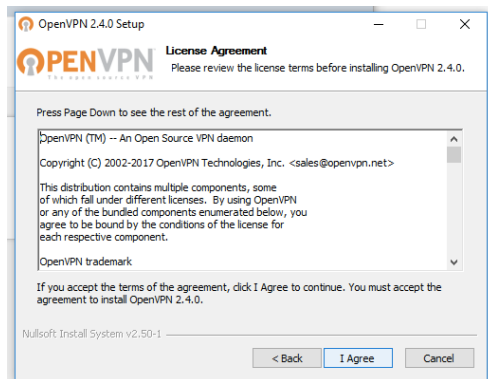 OpenVPN 2.4.0 Setup
OPENVPN
The open source VPN
License Agreement
Please review the license terms before installing OpenVPN 2.4.0.
Press Page Down to see the rest of the agreement.
OpenVPN (TM) -- An Open Source VPN daemon
Copyright (C) 2002-2017 OpenVPN Technologies, Inc. <sales@openvpn.net>
This distribution contains multiple components, some
of which fall under different licenses. By using OpenVPN
or any of the bundled components enumerated below, you
agree to be bound by the conditions of the license for
each respective component.
OpenVPN trademark
If you accept the terms of the agreement, click I Agree to continue. You must accept the
agreement to install OpenVPN 2.4.0.
Nullsoft Install System v2.50-1
< Back
I Agree
Cancel